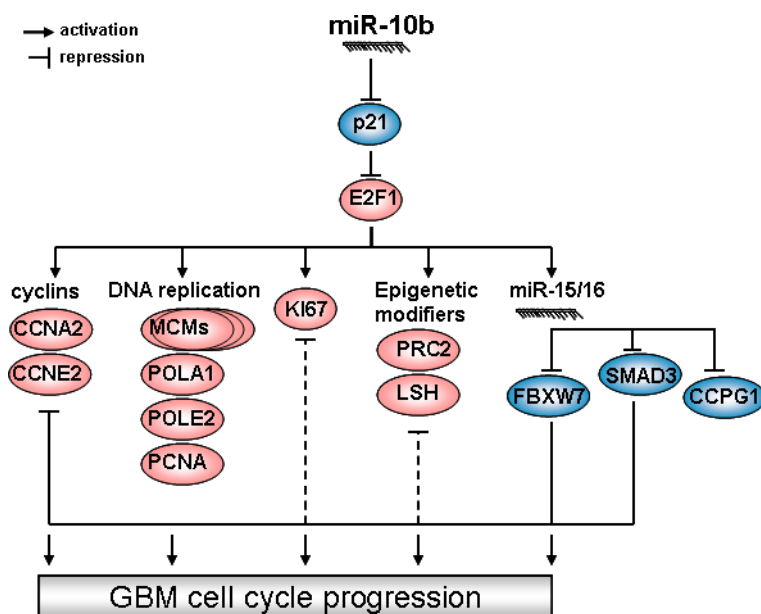 activation
repression
miR-10b
p21
E2F1
cyclins
CCNA2
CCNE2
DNA replication
MCMs
POLA1
POLE2
PCNA
KI67
Epigenetic
modifiers
PRC2
LSH
miR-15/16
FBXW7
SMAD3
CCPG1
GBM cell cycle progression